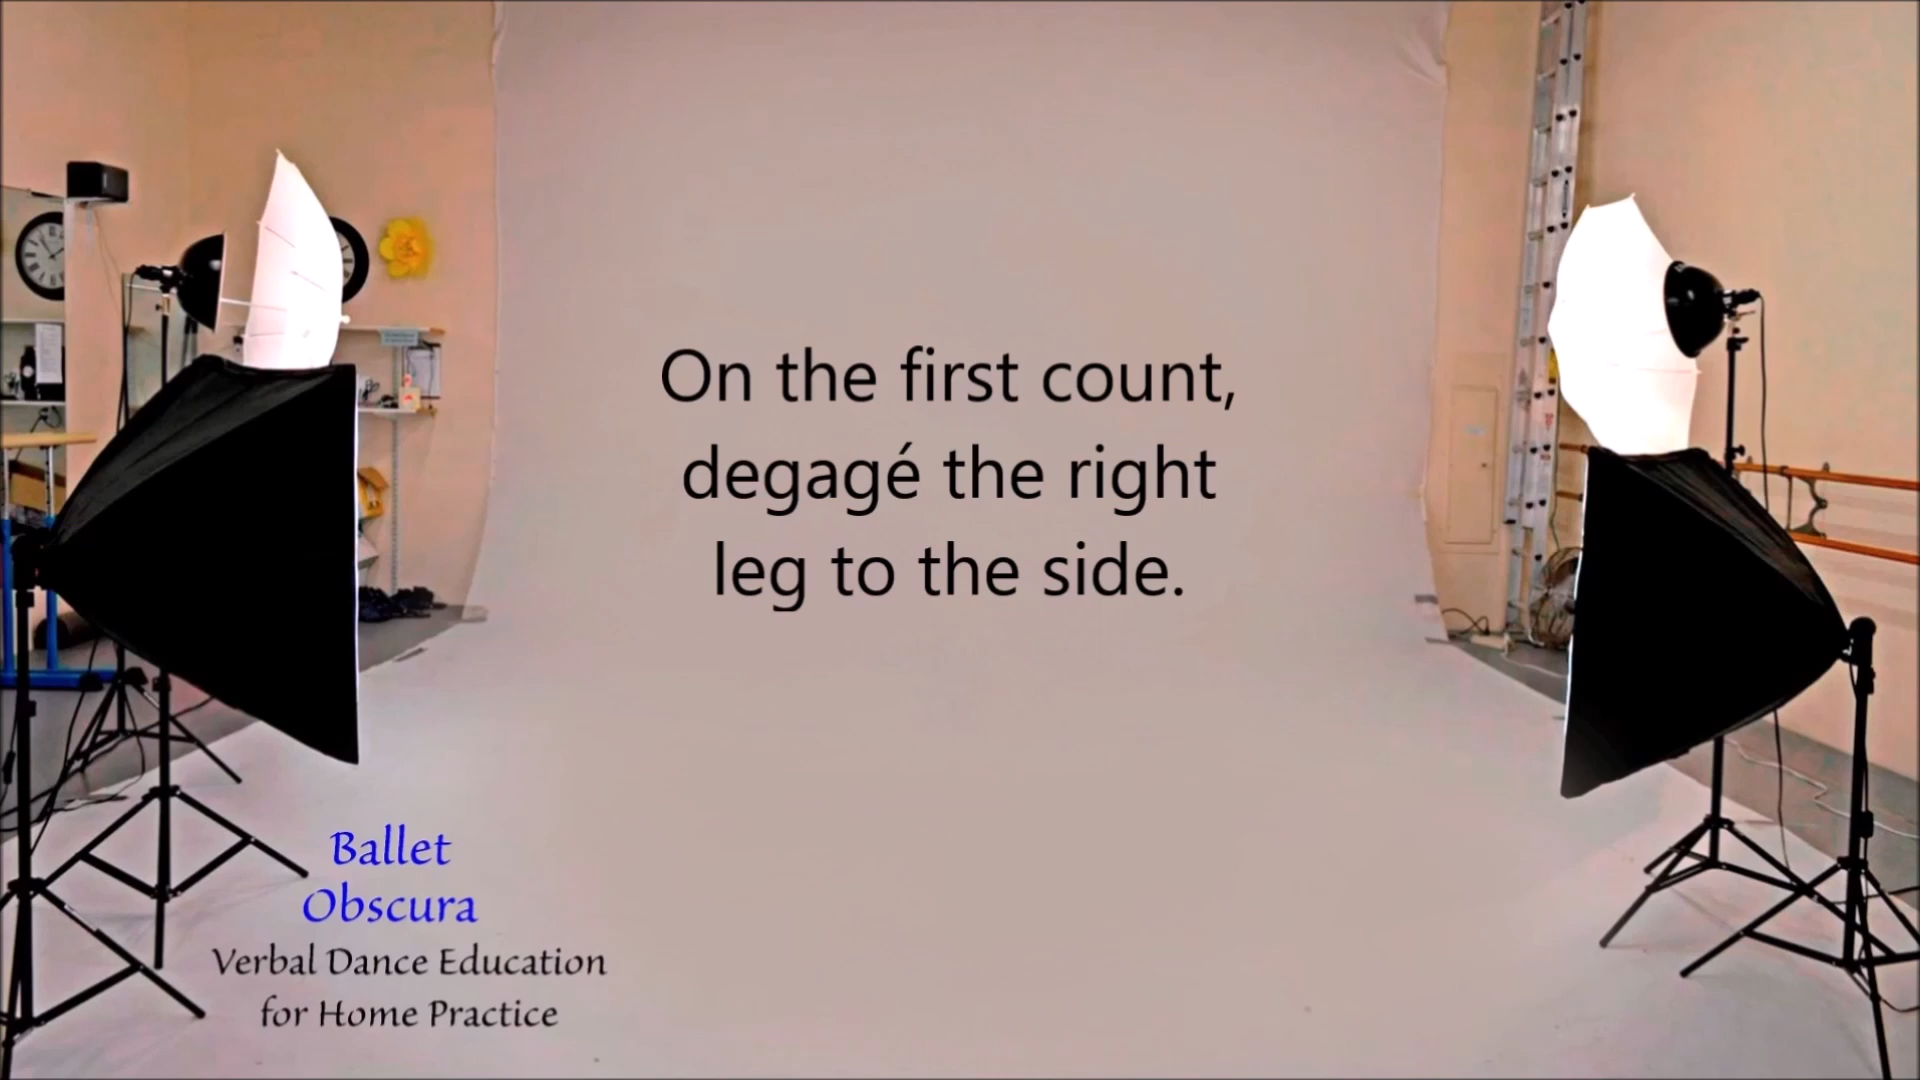 On the first count,
degagé the right
leg to the side.
Ballet
Obscura
Verbal Dance Education
for Home Practice